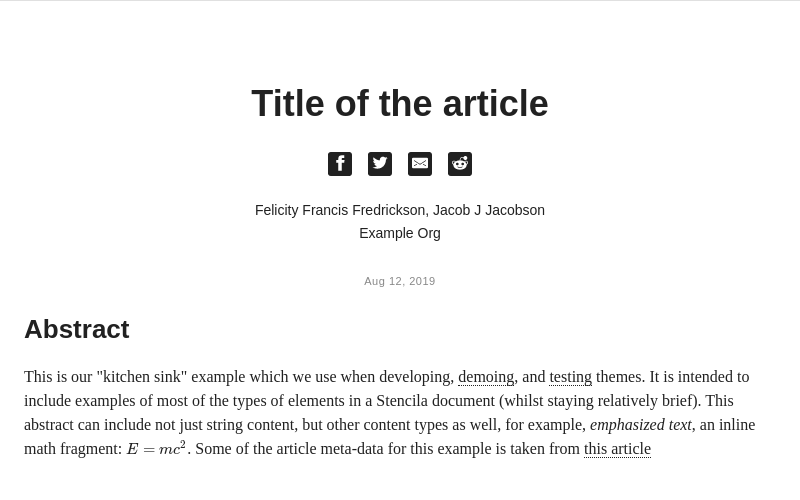 Title of the article
Felicity Francis Fredrickson, Jacob J Jacobson
Example Org
Aug 12, 2019
Abstract
This is our "kitchen sink" example which we use when developing, demoing, and testing themes. It is intended to
include examples of most of the types of elements in a Stencila document (whilst staying relatively brief). This
abstract can include not just string content, but other content types as well, for example, emphasized text, an inline
math fragment: E = mc². Some of the article meta-data for this example is taken from this article